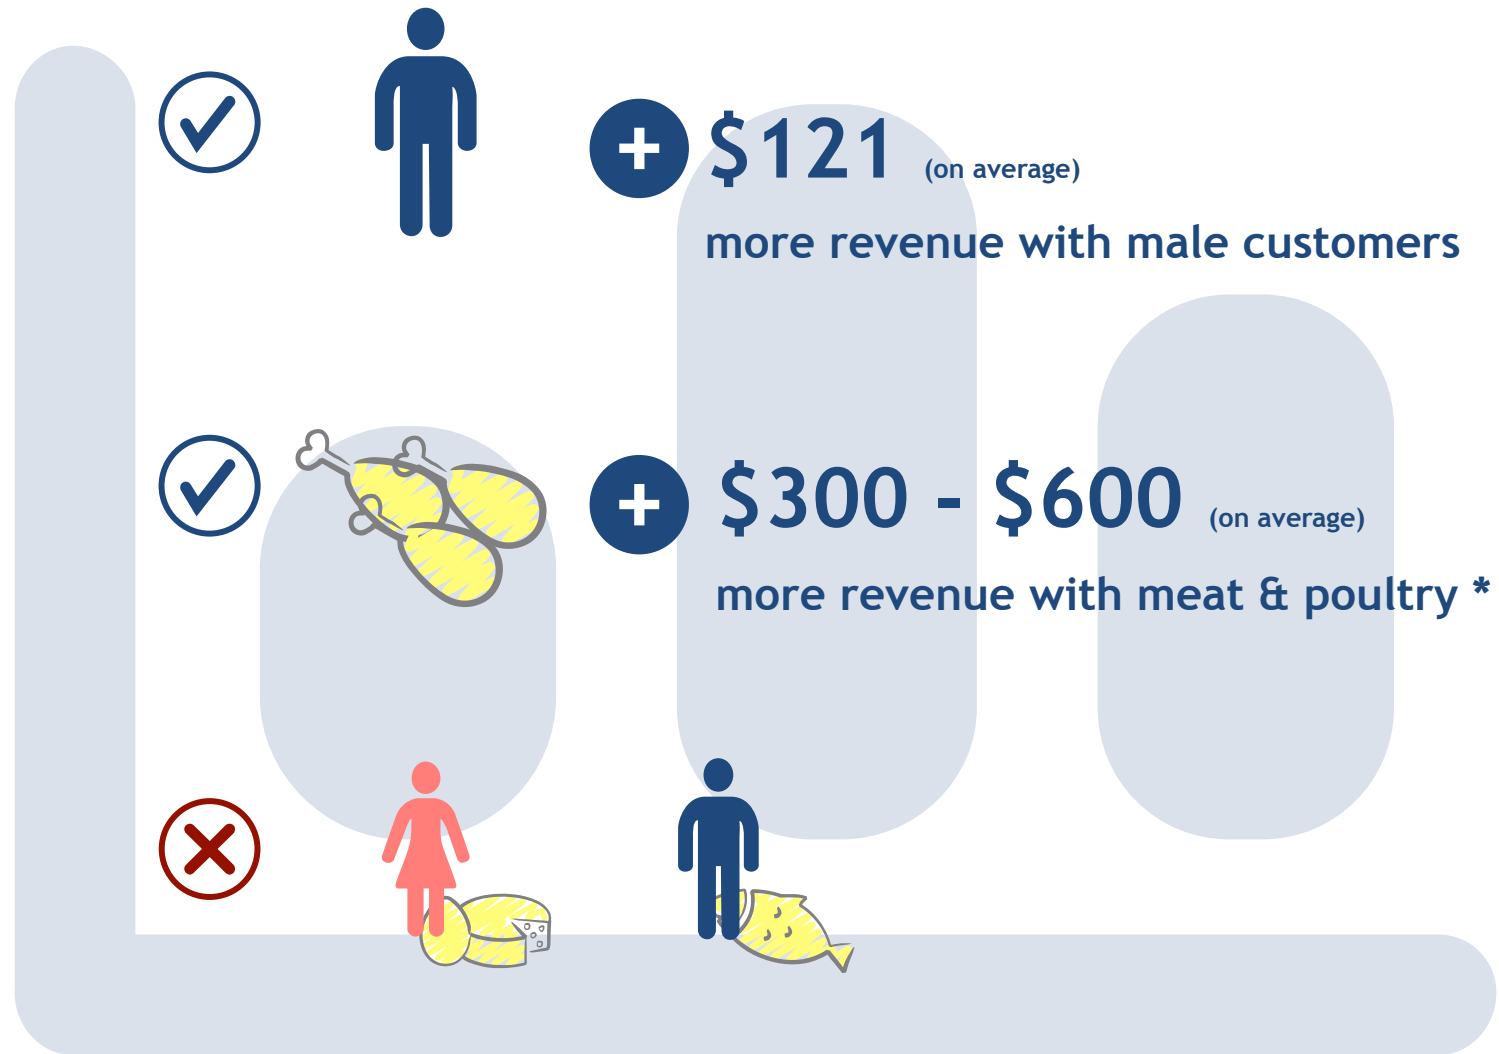 + $121 (on average)
more revenue with male customers
+ $300 - $600 (on average)
more revenue with meat & poultry *